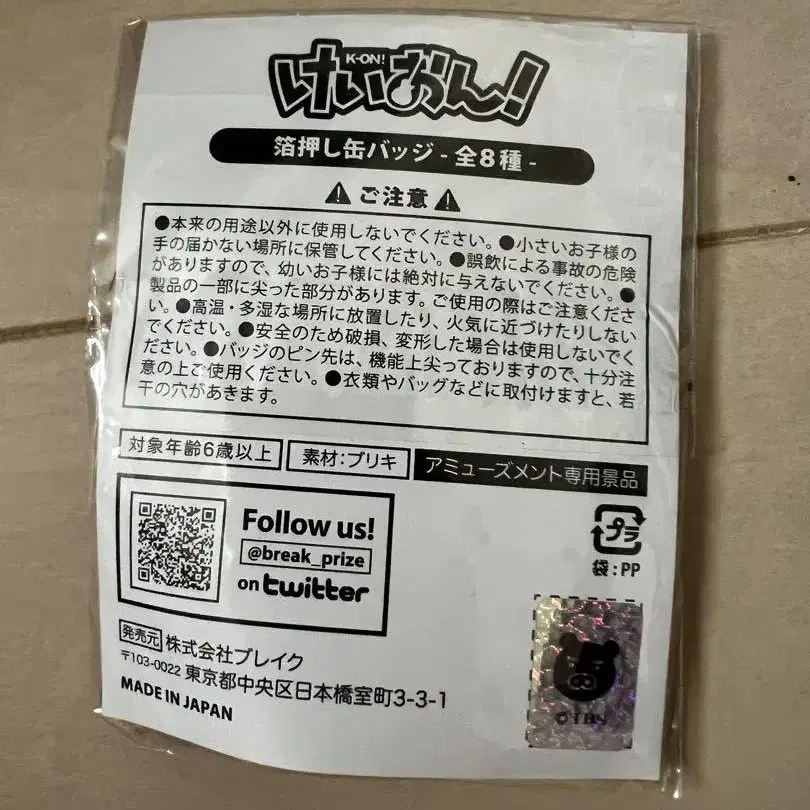 K-ON!
けいおん!
箔押し缶バッジ - 全8種 -
ご注意
●本来の用途以外に使用しないでください。●小さいお子様の
手の届かない場所に保管してください。●誤飲による事故の危険
がありますので、幼いお子様には絶対に与えないでください。●
製品の一部に尖った部分があります。ご使用の際はご注意くださ
い。●高温・多湿な場所に放置したり、火気に近づけたりしない
でください。●安全のため破損、変形した場合は使用しないでく
ださい。●バッジのピン先は、機能上尖っておりますので、十分注
意の上ご使用ください。●衣類やバッグなどに取付けますと、若
干の穴があきます。
対象年齢6歳以上 素材:ブリキ アミューズメント専用景品
Follow us!
@break_prize
on twitter
プラ
袋:PP
発売元 株式会社ブレイク
〒103-0022 東京都中央区日本橋室町3-3-1
MADE IN JAPAN
©TBS